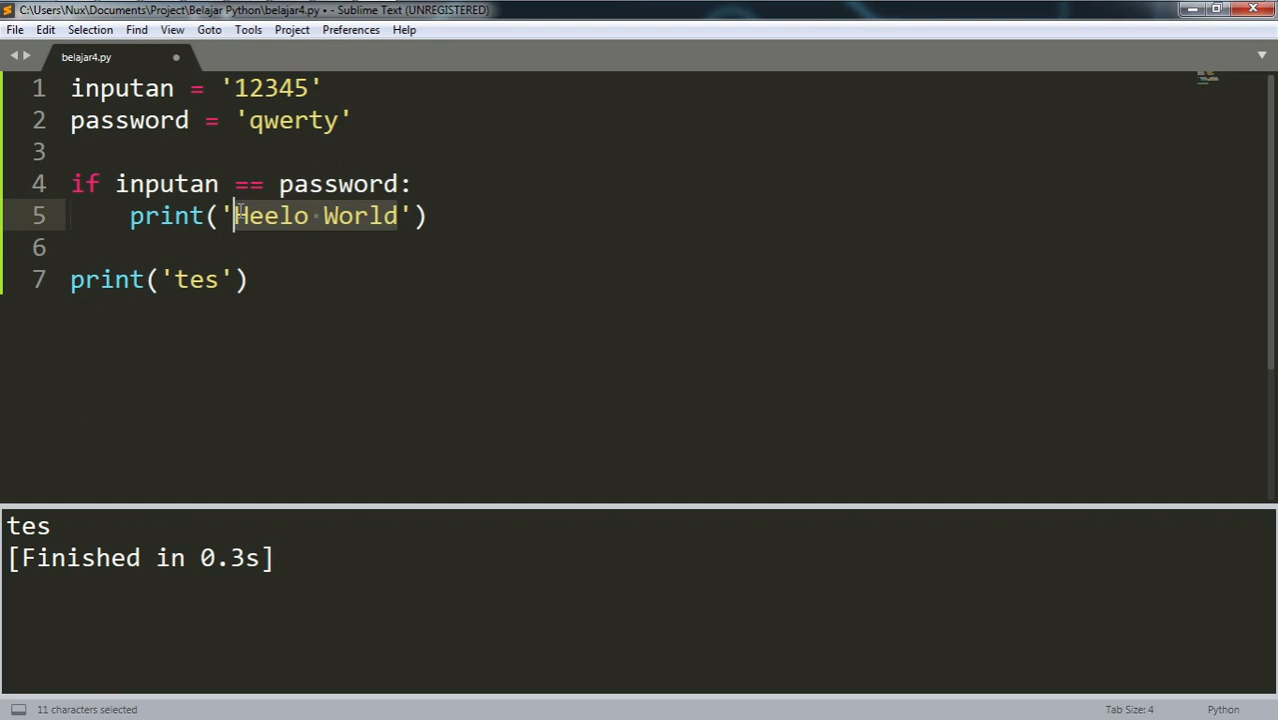 C:\Users\Nux\Documents\Project\Belajar Python\belajar4.py • - Sublime Text (UNREGISTERED)
File Edit Selection Find View Goto Tools Project Preferences Help
belajar4.py
1 inputan = '12345'
2 password = 'qwerty'
3
4 if inputan == password:
5 print('Heelo World')
6
7 print('tes')
tes
[Finished in 0.3s]
11 characters selected Tab Size: 4 Python